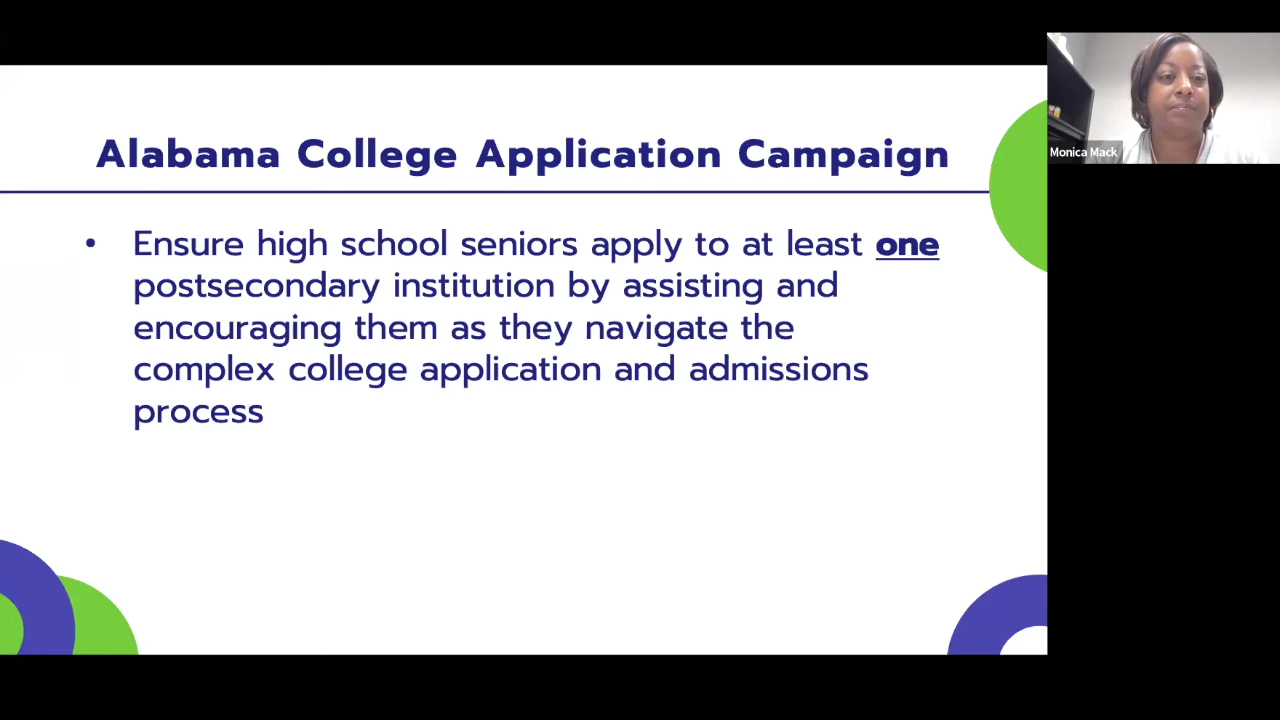 Alabama College Application Campaign
• Ensure high school seniors apply to at least one
postsecondary institution by assisting and
encouraging them as they navigate the
complex college application and admissions
process
Monica Mack